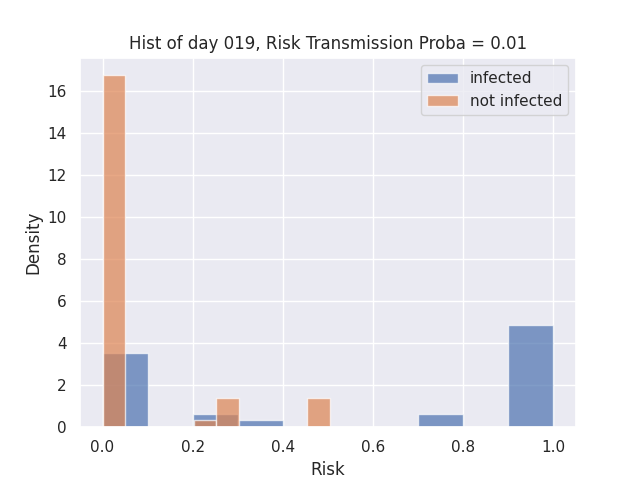 Hist of day 019, Risk Transmission Proba = 0.01
infected
not infected
16
14
12
10
8
6
4
2
0
Density
0.0 0.2 0.4 0.6 0.8 1.0
Risk